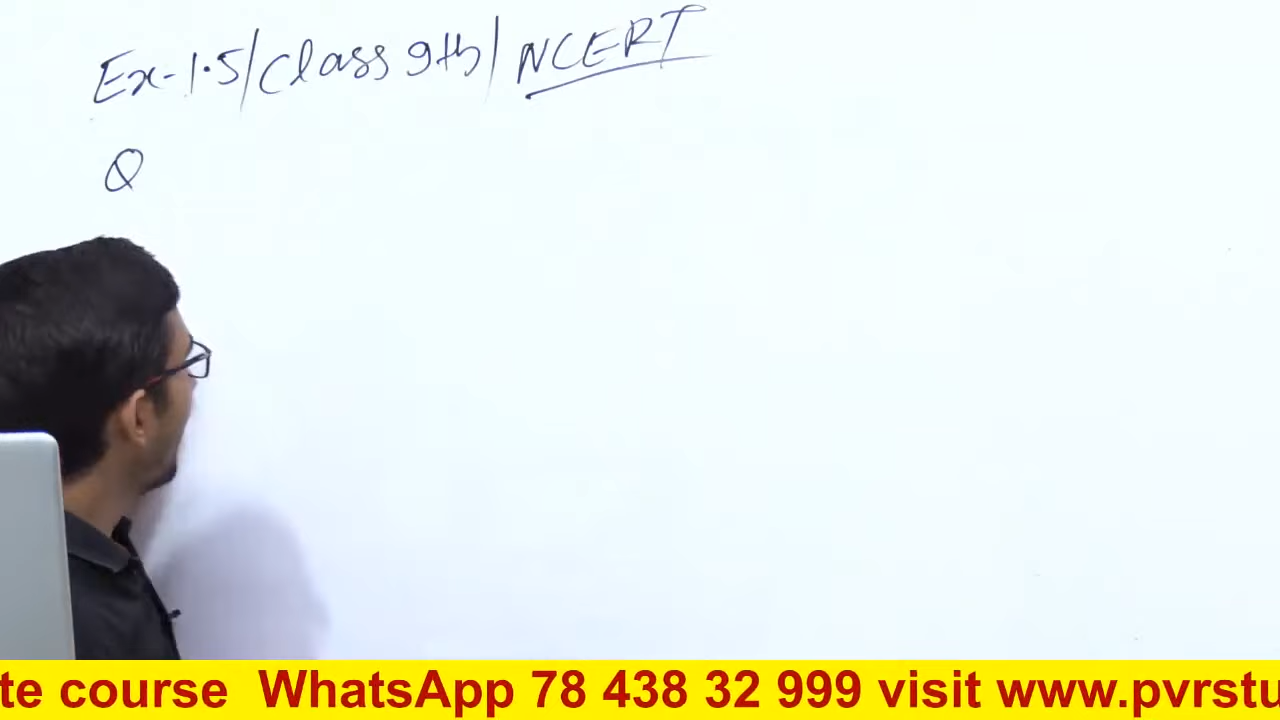 Ex-1.5/Class 9th/NCERT
Q
te course WhatsApp 78 438 32 999 visit www.pvrstu